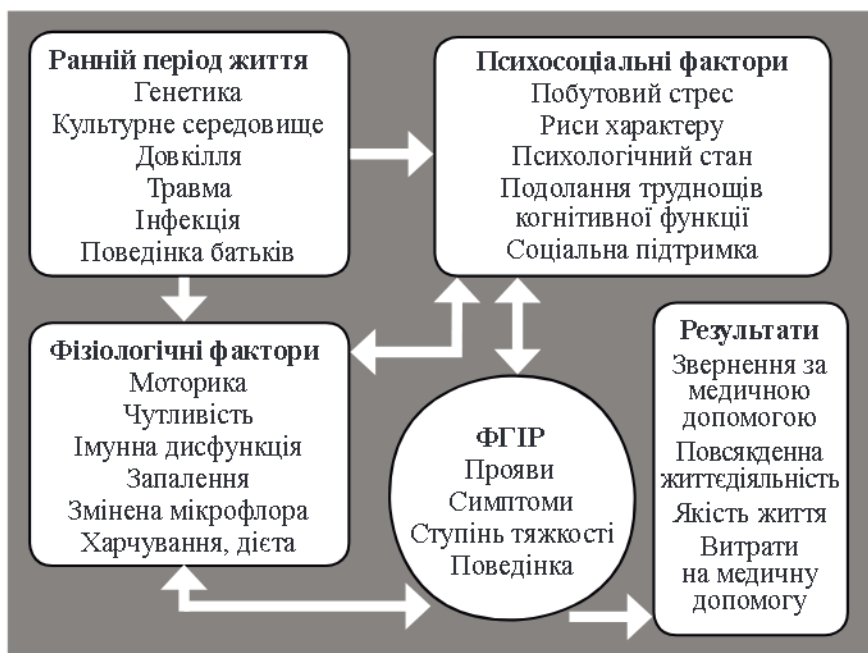 Ранній період життя
Генетика
Культурне середовище
Довкілля
Травма
Інфекція
Поведінка батьків
Психосоціальні фактори
Побутовий стрес
Риси характеру
Психологічний стан
Подолання труднощів
когнітивної функції
Соціальна підтримка
Фізіологічні фактори
Моторика
Чутливість
Імунна дисфункція
Запалення
Змінена мікрофлора
Харчування, дієта
ФГІР
Прояви
Симптоми
Ступінь тяжкості
Поведінка
Результати
Звернення за
медичною
допомогою
Повсякденна
життєдіяльність
Якість життя
Витрати
на медичну
допомогу